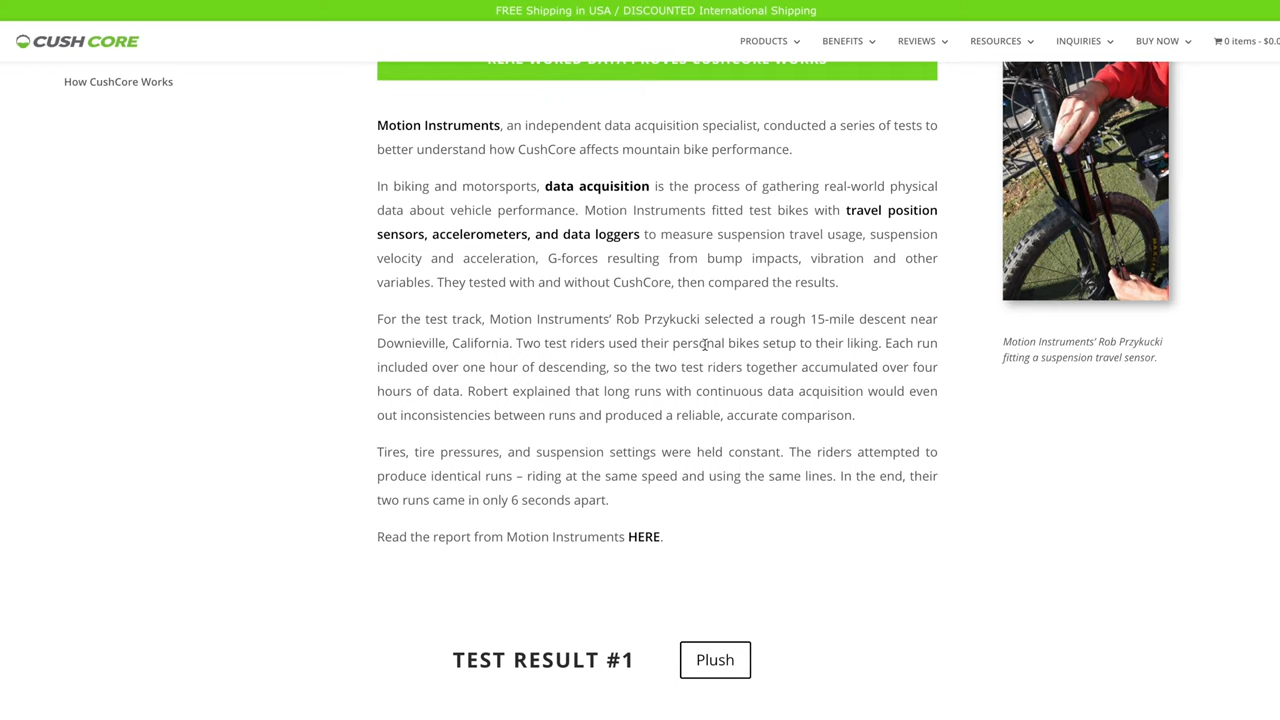 FREE Shipping in USA / DISCOUNTED International Shipping
CUSH CORE
PRODUCTS
BENEFITS
REVIEWS
RESOURCES
INQUIRIES
BUY NOW
0 items - $0.0
How CushCore Works
REAL WORLD DATA PROVES CUSHCORE WORKS
Motion Instruments, an independent data acquisition specialist, conducted a series of tests to
better understand how CushCore affects mountain bike performance.
In biking and motorsports, data acquisition is the process of gathering real-world physical
data about vehicle performance. Motion Instruments fitted test bikes with travel position
sensors, accelerometers, and data loggers to measure suspension travel usage, suspension
velocity and acceleration, G-forces resulting from bump impacts, vibration and other
variables. They tested with and without CushCore, then compared the results.
For the test track, Motion Instruments’ Rob Przykucki selected a rough 15-mile descent near
Downieville, California. Two test riders used their personal bikes setup to their liking. Each run
included over one hour of descending, so the two test riders together accumulated over four
hours of data. Robert explained that long runs with continuous data acquisition would even
out inconsistencies between runs and produced a reliable, accurate comparison.
Tires, tire pressures, and suspension settings were held constant. The riders attempted to
produce identical runs – riding at the same speed and using the same lines. In the end, their
two runs came in only 6 seconds apart.
Read the report from Motion Instruments HERE.
Motion Instruments’ Rob Przykucki
fitting a suspension travel sensor.
TEST RESULT #1
Plush